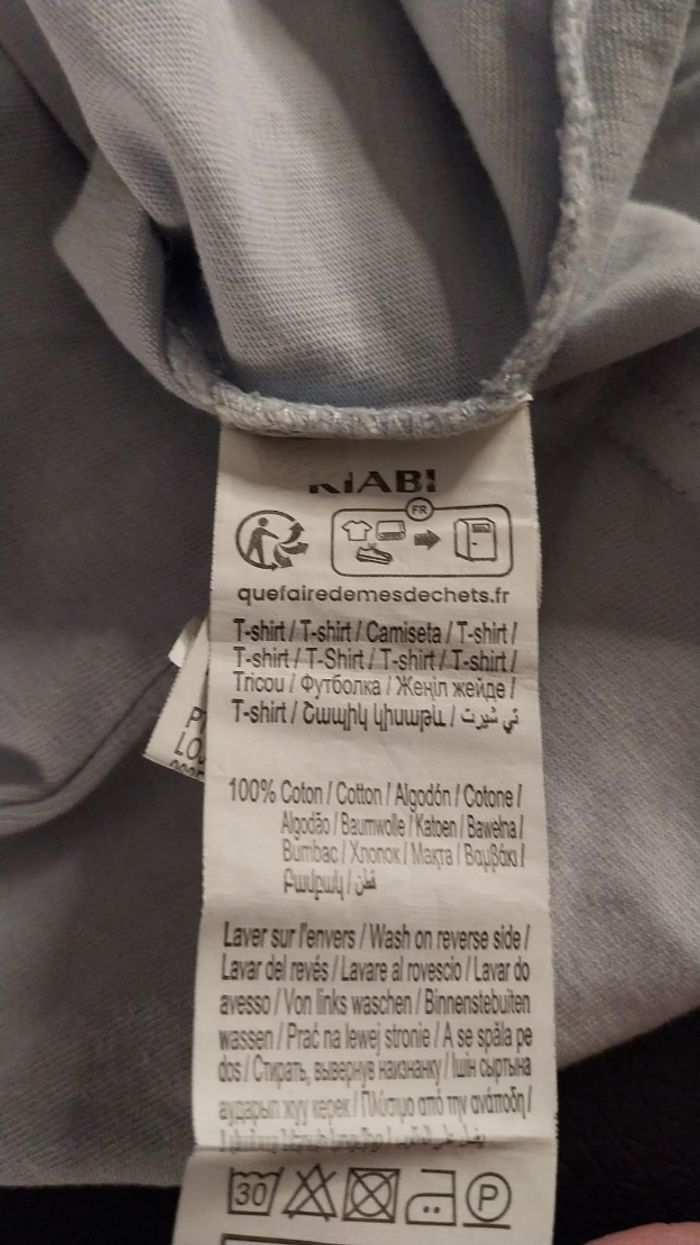 KIABI
FR
quefairedemesdechets.fr
T-shirt / T-shirt / Camiseta / T-shirt /
T-shirt / T-Shirt / T-shirt / T-shirt /
Tricou / Футболка / Жеңіл жейде /
T-shirt / Շապիկ կիսաթև / تي شيرت
100% Coton / Cotton / Algodón / Cotone /
Algodão / Baumwolle / Katoen / Bawełna /
Bumbac / Хлопок / Мақта / Βαμβάκι /
Բամբակ / قطن
Laver sur l'envers / Wash on reverse side /
Lavar del revés / Lavare al rovescio / Lavar do
avesso / Von links waschen / Binnenstebuiten
wassen / Prać na lewej stronie / A se spăla pe
dos / Стирать, вывернув наизнанку / Ішін сыртына
аударып жуу керек / Πλύσιμο από την ανάποδη /
30
P
LOU